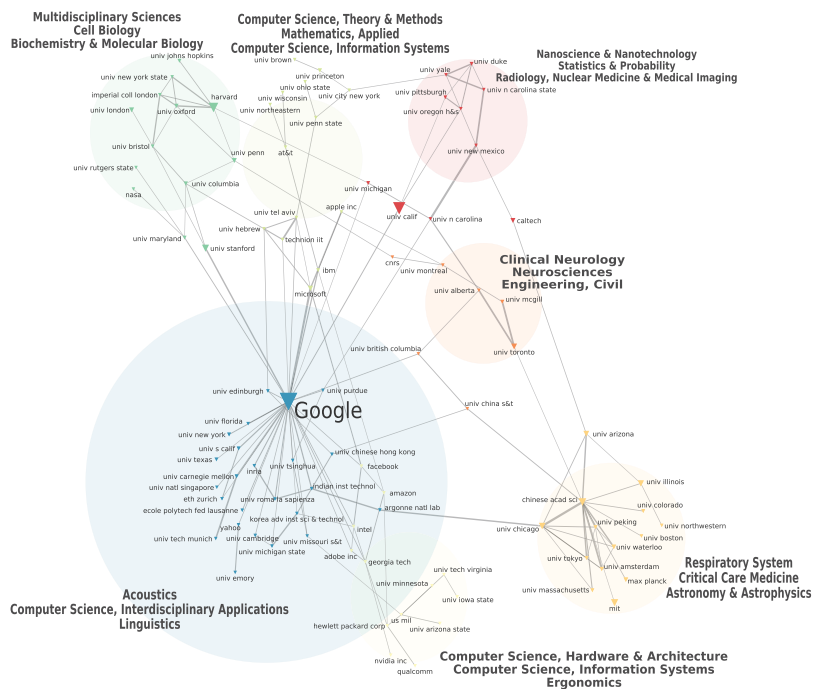 Multidisciplinary Sciences
Cell Biology
Biochemistry & Molecular Biology
Computer Science, Theory & Methods
Mathematics, Applied
Computer Science, Information Systems
Nanoscience & Nanotechnology
Statistics & Probability
Radiology, Nuclear Medicine & Medical Imaging
univ johns hopkins
univ new york state
imperial coll london
harvard
univ london
univ oxford
univ bristol
univ penn
univ rutgers state
univ columbia
nasa
univ maryland
univ stanford
univ brown
univ princeton
univ ohio state
univ wisconsin
univ city new york
univ northeastern
univ penn state
at&t
univ duke
univ yale
univ pittsburgh
univ n carolina state
univ oregon h&s
univ new mexico
univ michigan
apple inc
univ calif
univ n carolina
caltech
univ tel aviv
univ hebrew
technion iit
ibm
microsoft
cnrs
univ montreal
Clinical Neurology
Neurosciences
Engineering, Civil
univ alberta
univ mcgill
univ toronto
univ british columbia
univ china s&t
univ edinburgh
univ purdue
Google
univ florida
univ new york
univ s calif
univ texas
univ chinese hong kong
inria
univ tsinghua
facebook
univ carnegie mellon
univ natl singapore
indian inst technol
eth zurich
univ roma la sapienza
amazon
ecole polytech fed lausanne
argonne natl lab
korea adv inst sci & technol
yahoo
intel
univ tech munich
univ cambridge
univ missouri s&t
univ michigan state
adobe inc
georgia tech
univ emory
univ arizona
univ illinois
chinese acad sci
univ colorado
univ chicago
univ peking
univ northwestern
univ boston
univ waterloo
univ tokyo
univ amsterdam
max planck
univ massachusetts
mit
Respiratory System
Critical Care Medicine
Astronomy & Astrophysics
Acoustics
Computer Science, Interdisciplinary Applications
Linguistics
univ tech virginia
univ minnesota
univ iowa state
us mil
hewlett packard corp
univ arizona state
nvidia inc
qualcomm
Computer Science, Hardware & Architecture
Computer Science, Information Systems
Ergonomics